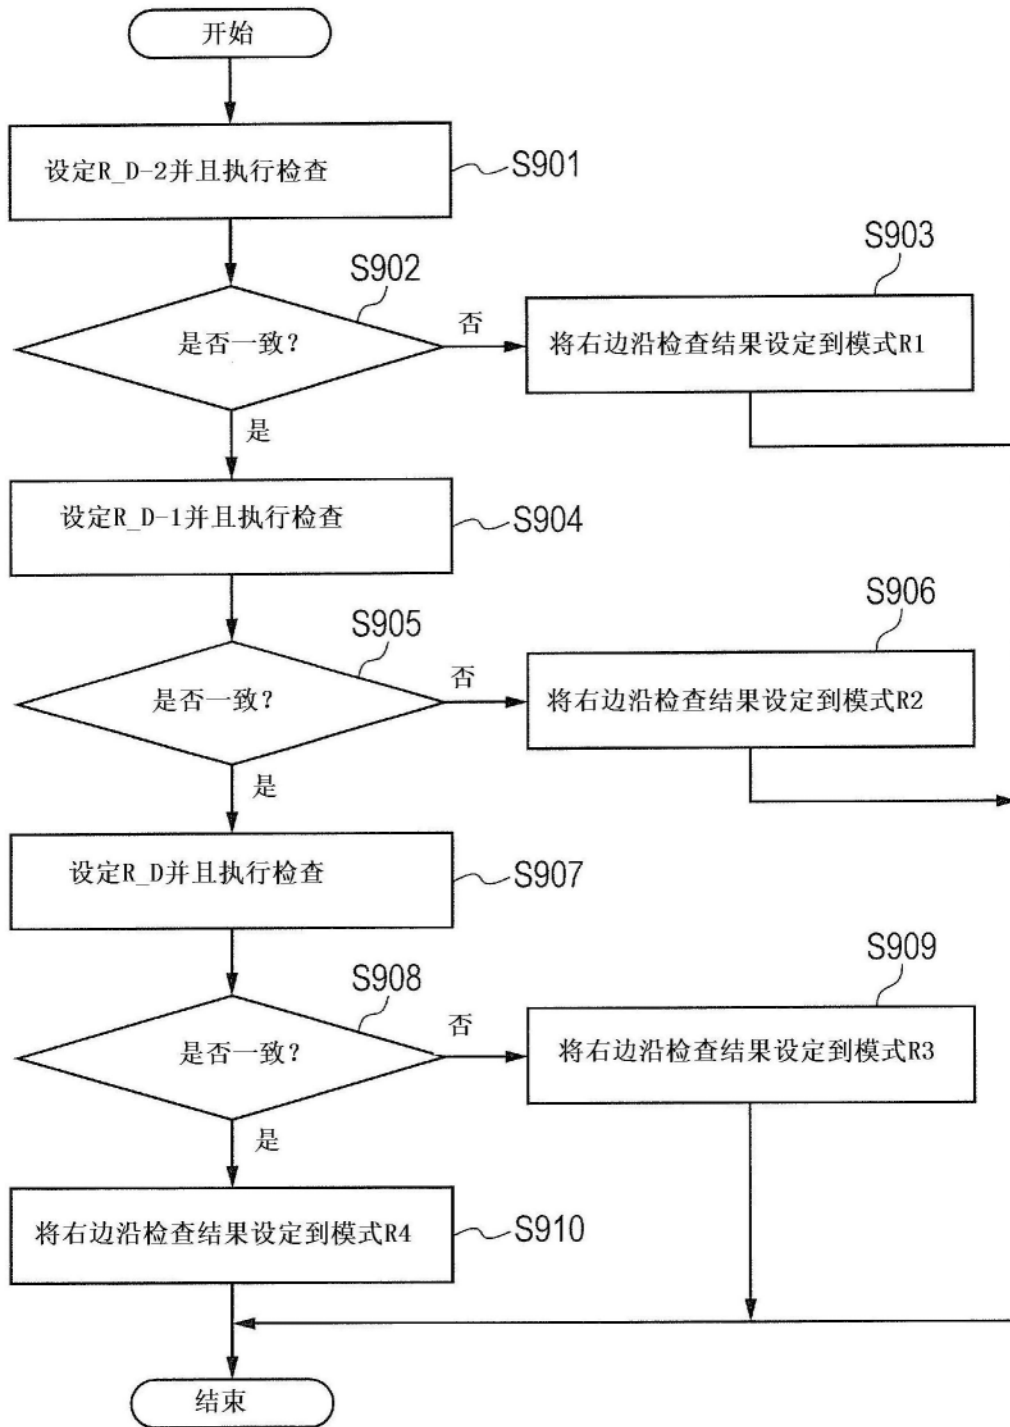 开始
设定R_D-2并且执行检查
S901
S902
S903
是否一致?
否
将右边沿检查结果设定到模式R1
是
设定R_D-1并且执行检查
S904
S905
S906
是否一致?
否
将右边沿检查结果设定到模式R2
是
设定R_D并且执行检查
S907
S908
S909
是否一致?
否
将右边沿检查结果设定到模式R3
是
将右边沿检查结果设定到模式R4
S910
结束